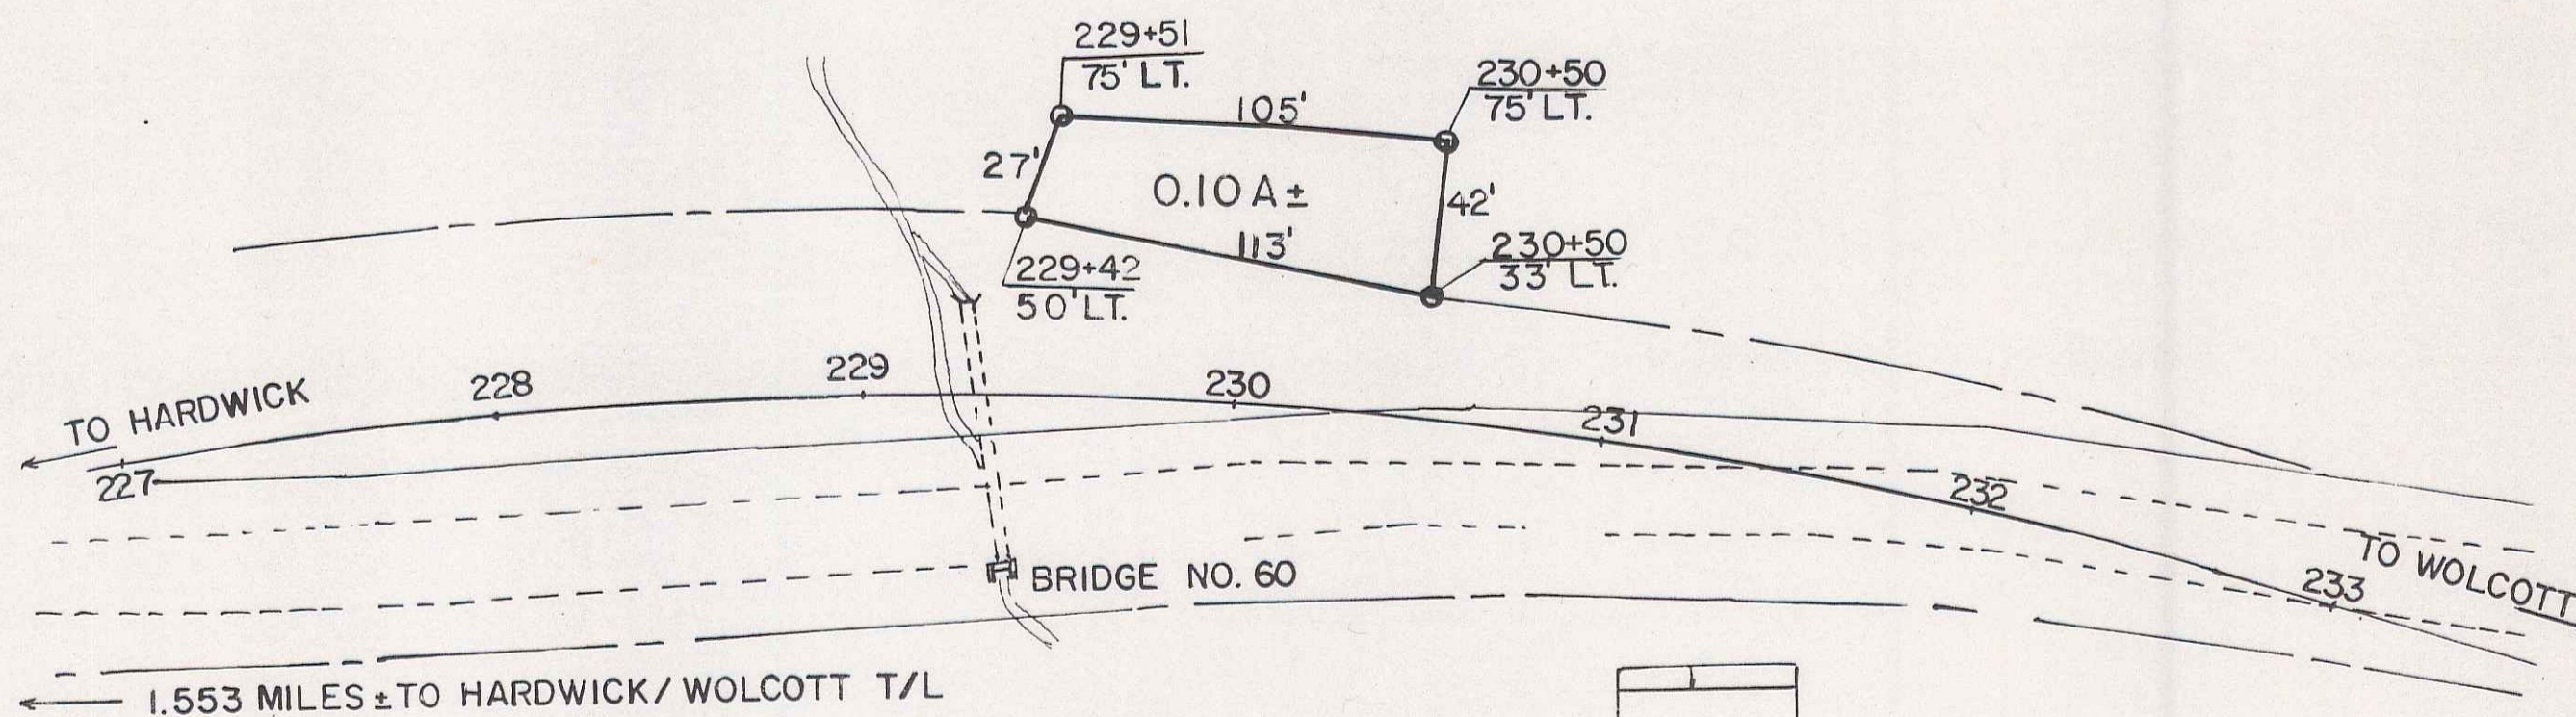 229+51
75' LT.
230+50
75' LT.
105'
27'
0.10 A ±
42'
113'
229+42
50' LT.
230+50
33' LT.
TO HARDWICK
227
228
229
230
231
232
233
TO WOLCOTT
BRIDGE NO. 60
1.553 MILES ± TO HARDWICK/WOLCOTT T/L